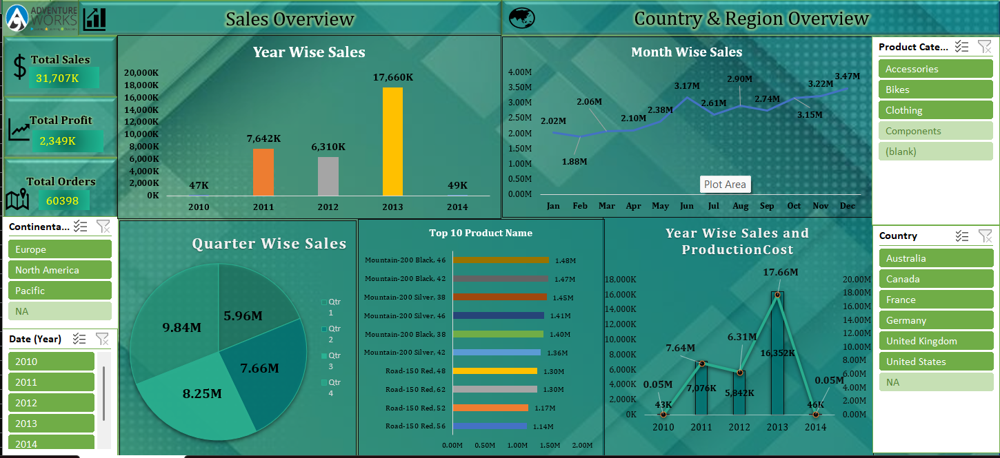 ADVENTURE
WORKS
Sales Overview
Country & Region Overview
Total Sales
31,707K
Total Profit
2,349K
Total Orders
60398
Continenta...
Europe
North America
Pacific
NA
Date (Year)
2010
2011
2012
2013
2014
Year Wise Sales
20,000K
18,000K
16,000K
14,000K
12,000K
10,000K
8,000K
6,000K
4,000K
2,000K
0K
47K
7,642K
6,310K
17,660K
49K
2010 2011 2012 2013 2014
Month Wise Sales
4.00M
3.50M
3.00M
2.50M
2.00M
1.50M
1.00M
0.50M
0.00M
2.02M
1.88M
2.06M
2.10M
2.38M
3.17M
2.61M
2.90M
2.74M
3.15M
3.22M
3.47M
Plot Area
Jan Feb Mar Apr May Jun Jul Aug Sep Oct Nov Dec
Product Cate...
Accessories
Bikes
Clothing
Components
(blank)
Quarter Wise Sales
9.84M
5.96M
7.66M
8.25M
Qtr
1
Qtr
2
Qtr
3
Qtr
4
Top 10 Product Name
Mountain-200 Black, 46 1.48M
Mountain-200 Black, 42 1.47M
Mountain-200 Silver, 38 1.45M
Mountain-200 Silver, 46 1.41M
Mountain-200 Black, 38 1.40M
Mountain-200 Silver, 42 1.36M
Road-150 Red, 48 1.30M
Road-150 Red, 62 1.30M
Road-150 Red, 52 1.17M
Road-150 Red, 56 1.14M
0.00M 0.50M 1.00M 1.50M 2.00M
Year Wise Sales and
ProductionCost
18,000K
16,000K
14,000K
12,000K
10,000K
8,000K
6,000K
4,000K
2,000K
0K
0.05M
7.64M
6.31M
17.66M
0.05M
43K
7,076K
5,842K
16,352K
46K
20.00M
18.00M
16.00M
14.00M
12.00M
10.00M
8.00M
6.00M
4.00M
2.00M
0.00M
2010 2011 2012 2013 2014
Country
Australia
Canada
France
Germany
United Kingdom
United States
NA